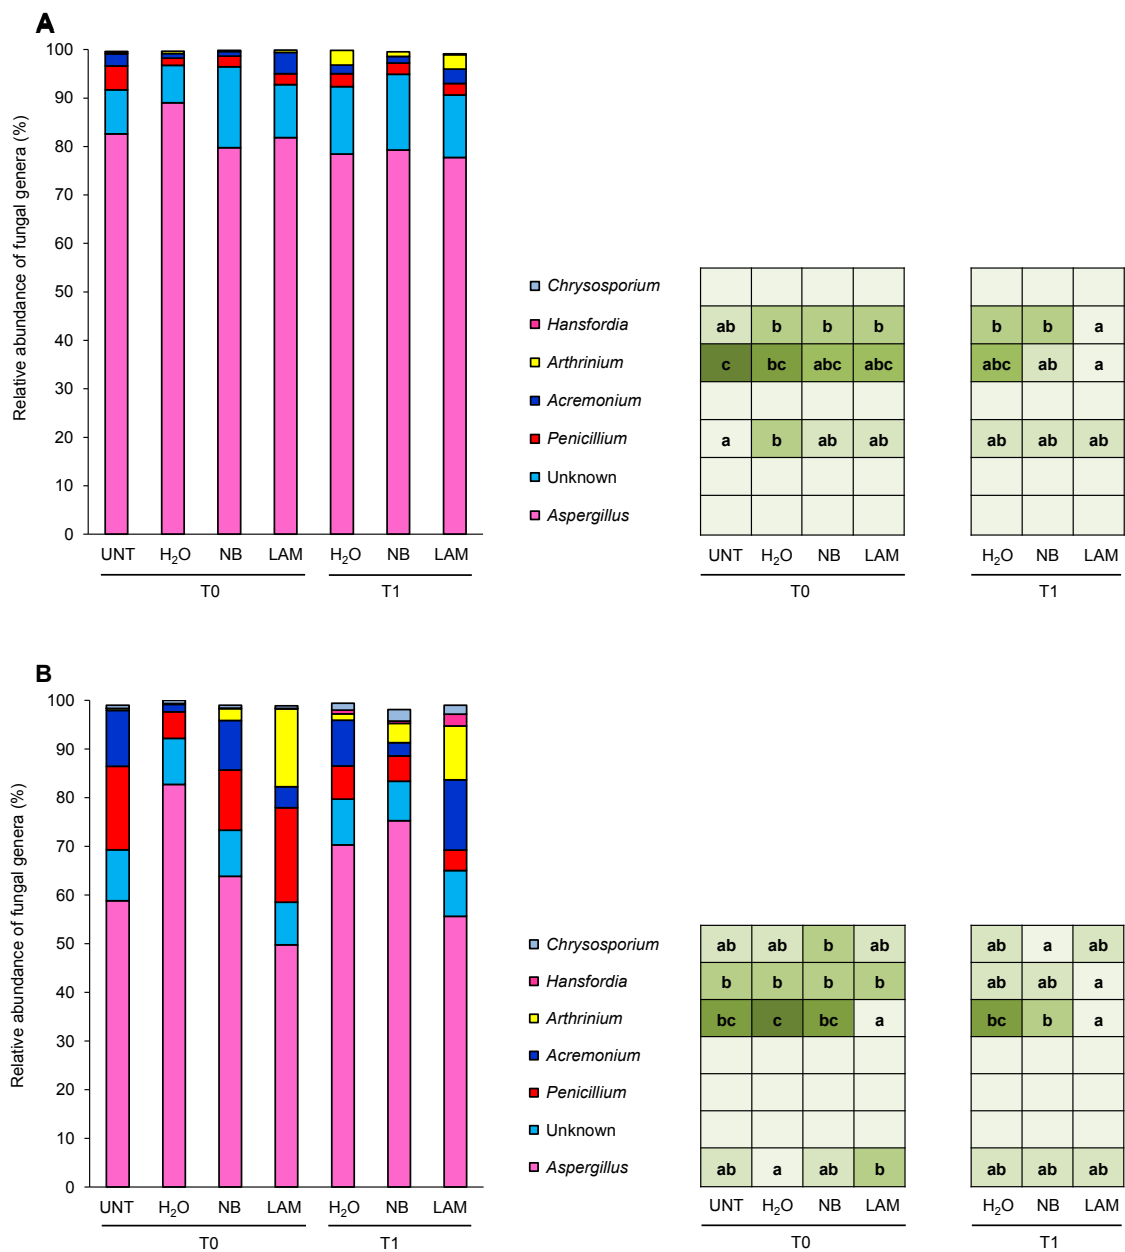 A
Relative abundance of fungal genera (%)
100
90
80
70
60
50
40
30
20
10
0
UNT H₂O NB LAM H₂O NB LAM
T0 T1
Chrysosporium
Hansfordia
Arthrinium
Acremonium
Penicillium
Unknown
Aspergillus
ab b b b b b a
c bc abc abc abc ab a
a b ab ab ab ab ab
UNT H₂O NB LAM H₂O NB LAM
T0 T1
B
Relative abundance of fungal genera (%)
100
90
80
70
60
50
40
30
20
10
0
UNT H₂O NB LAM H₂O NB LAM
T0 T1
Chrysosporium
Hansfordia
Arthrinium
Acremonium
Penicillium
Unknown
Aspergillus
ab ab b ab ab a ab
b b b b ab ab a
bc c bc a bc b a
ab a ab b ab ab ab
UNT H₂O NB LAM H₂O NB LAM
T0 T1